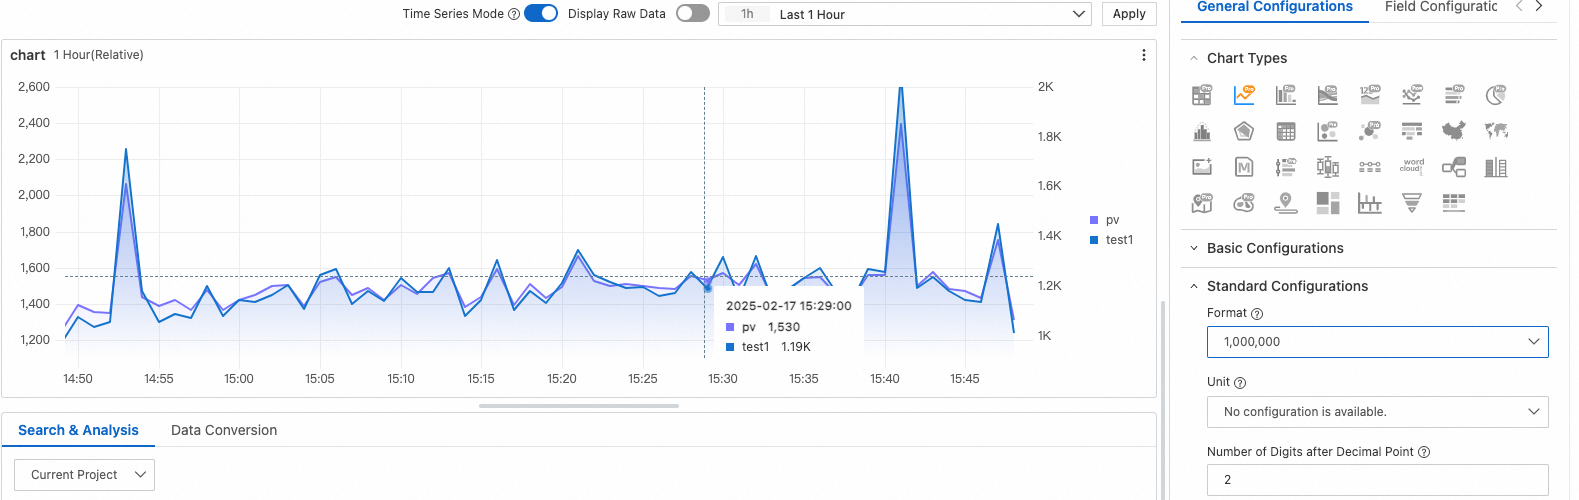 Time Series Mode
Display Raw Data
1h Last 1 Hour
Apply
chart 1 Hour(Relative)
2,600
2,400
2,200
2,000
1,800
1,600
1,400
1,200
2K
1.8K
1.6K
1.4K
1.2K
1K
pv
test1
2025-02-17 15:29:00
pv 1,530
test1 1.19K
14:50 14:55 15:00 15:05 15:10 15:15 15:20 15:25 15:30 15:35 15:40 15:45
Search & Analysis Data Conversion
Current Project
General Configurations Field Configuratic
Chart Types
Pro
123
M
word
cloud!
Basic Configurations
Standard Configurations
Format
1,000,000
Unit
No configuration is available.
Number of Digits after Decimal Point
2